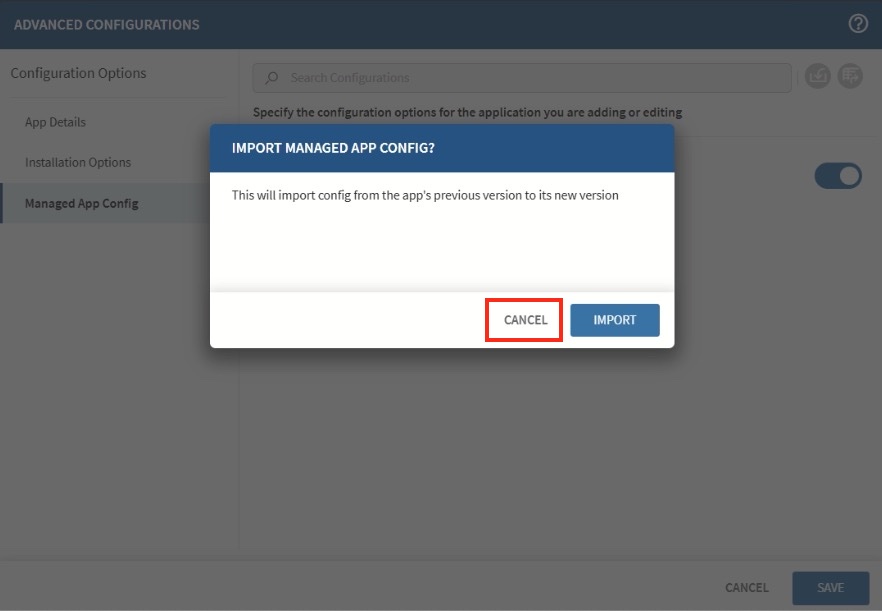 ADVANCED CONFIGURATIONS
Configuration Options
Search Configurations
App Details
Specify the configuration options for the application you are adding or editing
Installation Options
Managed App Config
IMPORT MANAGED APP CONFIG?
This will import config from the app's previous version to its new version
CANCEL IMPORT
CANCEL SAVE